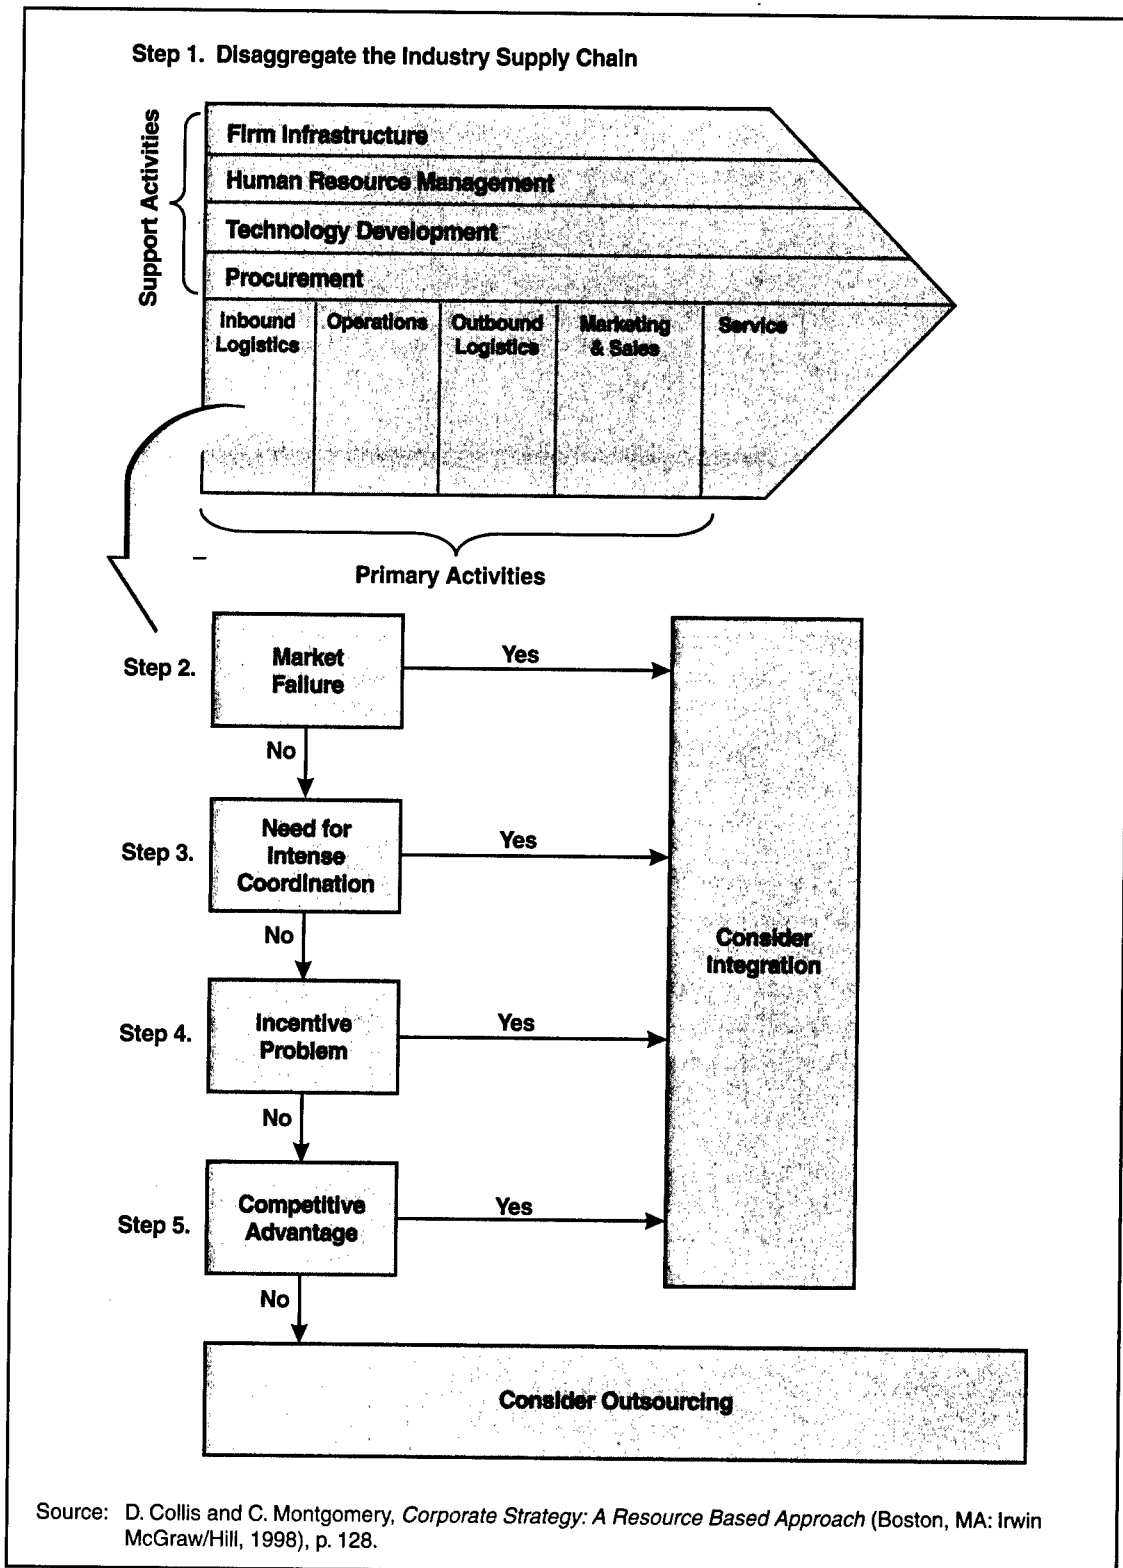 Step 1. Disaggregate the Industry Supply Chain
Support Activities
Firm Infrastructure
Human Resource Management
Technology Development
Procurement
Inbound
Logistics
Operations
Outbound
Logistics
Marketing
& Sales
Service
Primary Activities
Step 2.
Market
Failure
Yes
No
Step 3.
Need for
Intense
Coordination
Yes
No
Consider
Integration
Step 4.
Incentive
Problem
Yes
No
Step 5.
Competitive
Advantage
Yes
No
Consider Outsourcing
Source: D. Collis and C. Montgomery, Corporate Strategy: A Resource Based Approach (Boston, MA: Irwin
McGraw/Hill, 1998), p. 128.